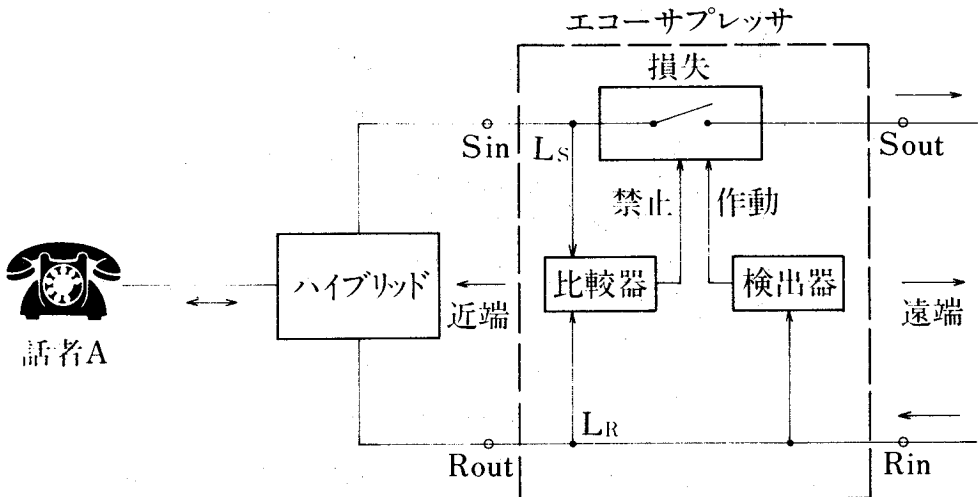 エコーサプレッサ
損失
Sin
LS
Sout
禁止
作動
ハイブリッド
近端
比較器
検出器
遠端
話者A
LR
Rout
Rin